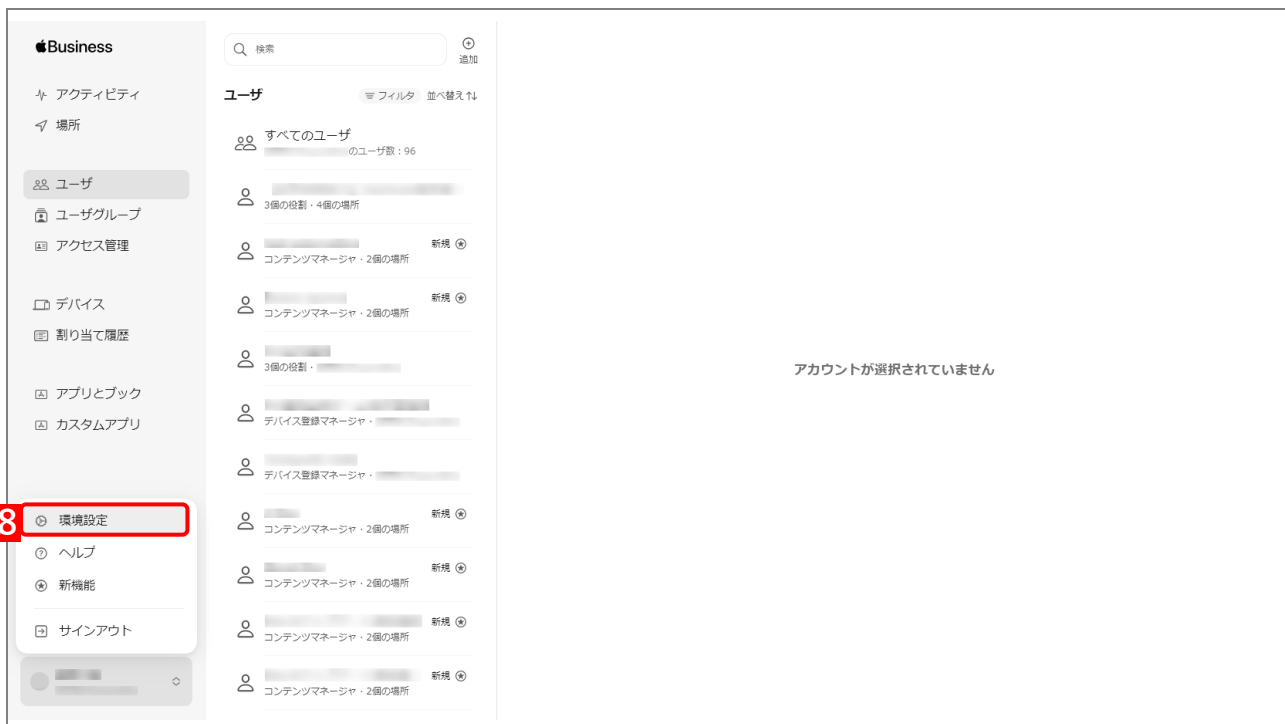 Business
アクティビティ
場所
ユーザ
ユーザグループ
アクセス管理
デバイス
割り当て履歴
アプリとブック
カスタムアプリ
8
環境設定
ヘルプ
新機能
サインアウト
検索
追加
ユーザ
フィルタ
並べ替え
すべてのユーザ
のユーザ数：96
3個の役割・4個の場所
新規
コンテンツマネージャ・2個の場所
新規
コンテンツマネージャ・2個の場所
3個の役割・
デバイス登録マネージャ・
デバイス登録マネージャ・
新規
コンテンツマネージャ・2個の場所
新規
コンテンツマネージャ・2個の場所
新規
コンテンツマネージャ・2個の場所
新規
コンテンツマネージャ・2個の場所
アカウントが選択されていません